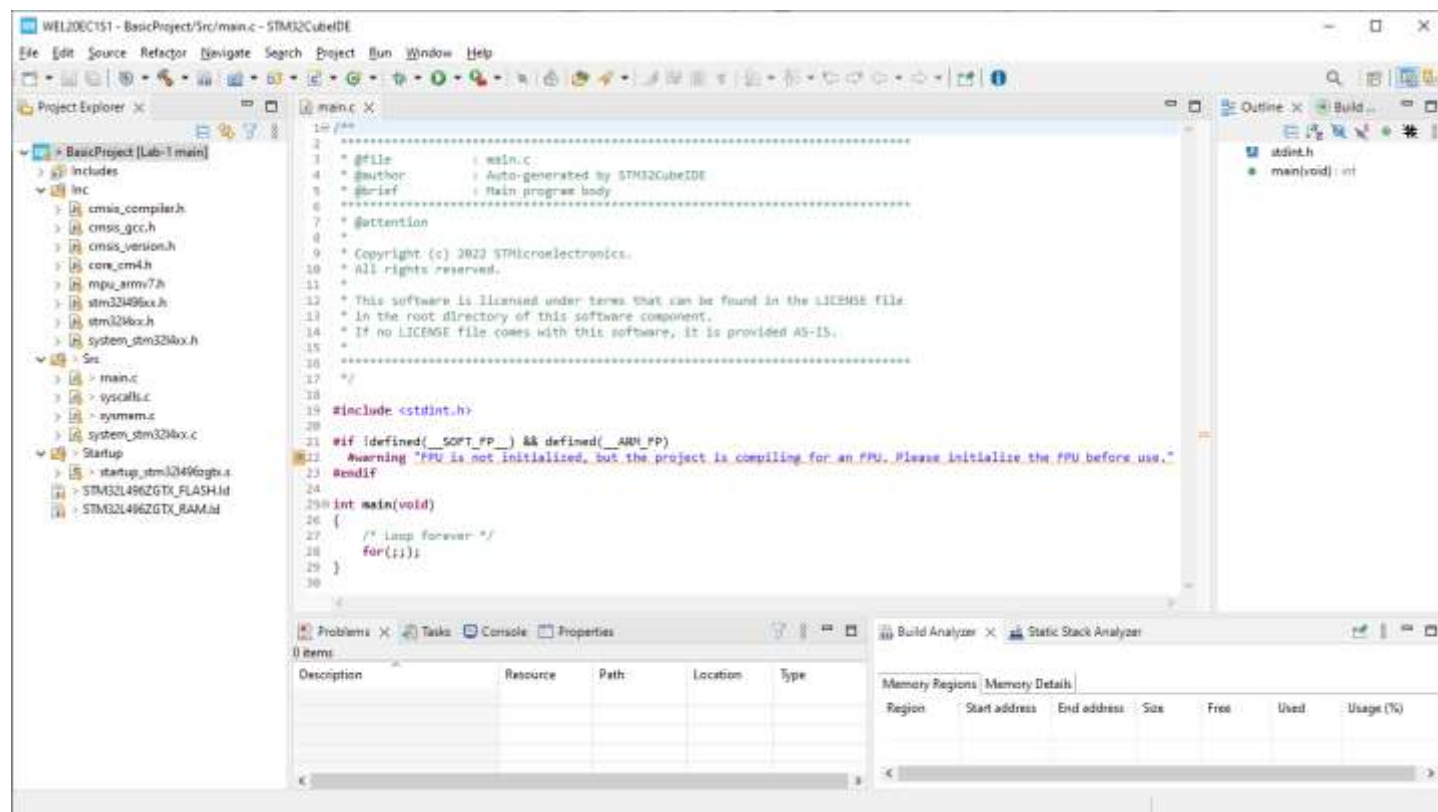 WEL20EC1S1 - BasicProject/Src/main.c - STM32CubeIDE
File Edit Source Refactor Navigate Search Project Run Window Help
Project Explorer
BasicProject [Lab-1 main]
Includes
Inc
cmsis_compiler.h
cmsis_gcc.h
cmsis_version.h
core_cm4.h
mpu_armv7.h
stm32l496xx.h
stm32l4xx.h
system_stm32l4xx.h
> Src
> main.c
> syscalls.c
> sysmem.c
system_stm32l4xx.c
> Startup
> startup_stm32l496zgtx.s
> STM32L496ZGTX_FLASH.ld
> STM32L496ZGTX_RAM.ld
main.c
1 /**
2 ******************************************************************************
3 * @file : main.c
4 * @author : Auto-generated by STM32CubeIDE
5 * @brief : Main program body
6 ******************************************************************************
7 * @attention
8 *
9 * Copyright (c) 2022 STMicroelectronics.
10 * All rights reserved.
11 *
12 * This software is licensed under terms that can be found in the LICENSE file
13 * in the root directory of this software component.
14 * If no LICENSE file comes with this software, it is provided AS-IS.
15 *
16 ******************************************************************************
17 */
18
19 #include <stdint.h>
20
21 #if !defined(__SOFT_FP__) && defined(__ARM_FP)
22 #warning "FPU is not initialized, but the project is compiling for an FPU. Please initialize the FPU before use."
23 #endif
24
25 int main(void)
26 {
27 /* Loop forever */
28 for(;;);
29 }
30
Outline Build ...
stdint.h
main(void) : int
Problems Tasks Console Properties
0 items
Description Resource Path Location Type
Build Analyzer Static Stack Analyzer
Memory Regions Memory Details
Region Start address End address Size Free Used Usage (%)